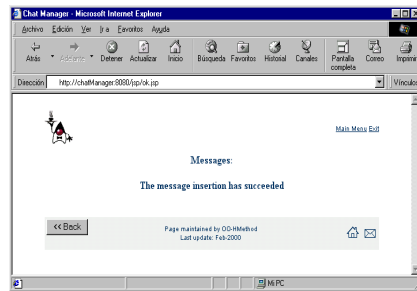 Chat Manager - Microsoft Internet Explorer
Archivo Edición Ver Ir a Favoritos Ayuda
Atrás Adelante Detener Actualizar Inicio Búsqueda Favoritos Historial Canales Pantalla completa Correo Imprimir
Dirección http://chatManager:8080/jsp/ok.jsp Vínculos
Main Menu Exit
Messages:
The message insertion has succeeded
<< Back
Page maintained by OO-HMethod
Last update: Feb-2000
Mi PC